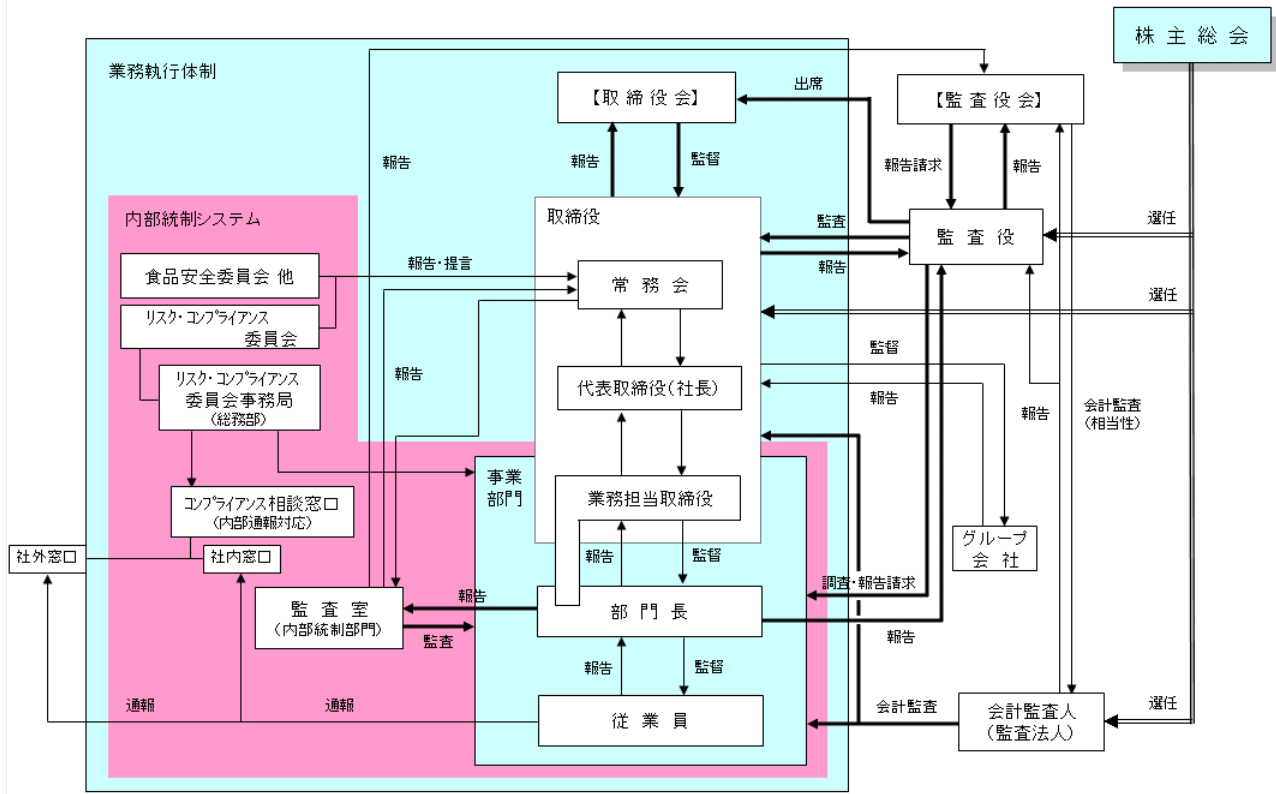 株主総会
業務執行体制
【取締役会】
出席
【監査役会】
報告
報告
監督
報告請求
報告
内部統制システム
取締役
監査
監査役
選任
食品安全委員会 他
報告・提言
報告
常務会
リスク・コンプライアンス
委員会
選任
報告
監督
リスク・コンプライアンス
委員会事務局
(総務部)
代表取締役(社長)
報告
報告
会計監査
(相当性)
事業
部門
業務担当取締役
コンプライアンス相談窓口
(内部通報対応)
社外窓口
社内窓口
報告
監督
グループ
会社
調査・報告請求
監査室
(内部統制部門)
報告
監査
部門長
報告
報告
監督
通報
通報
従業員
会計監査
会計監査人
(監査法人)
選任